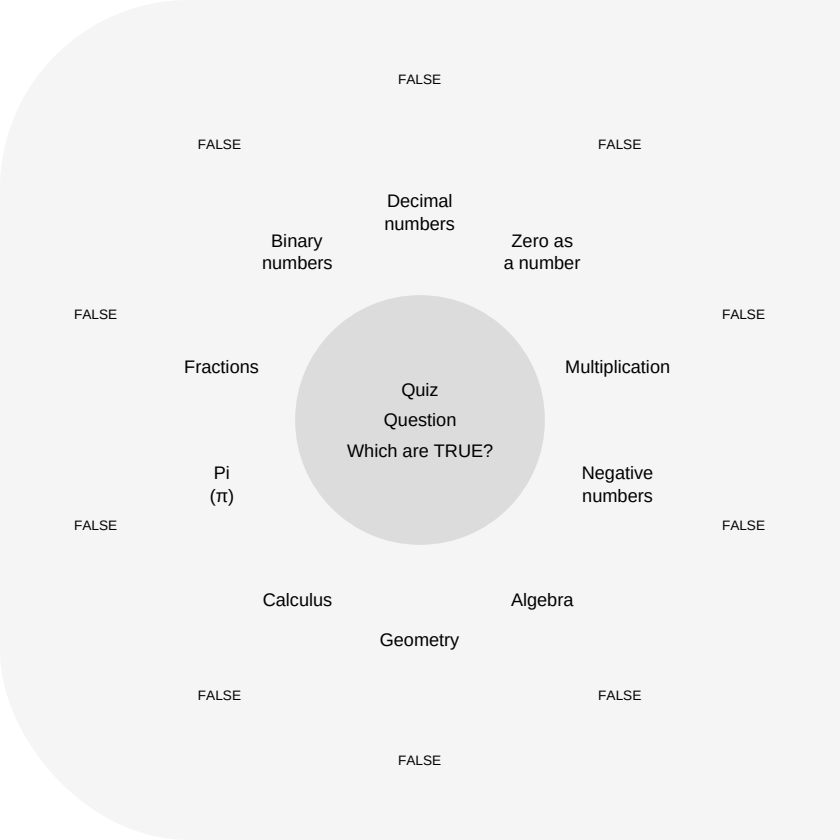 FALSE
FALSE
FALSE
Decimal
numbers
Binary
numbers
Zero as
a number
FALSE
FALSE
Fractions
Multiplication
Quiz
Question
Which are TRUE?
Pi
(π)
Negative
numbers
FALSE
FALSE
Calculus
Algebra
Geometry
FALSE
FALSE
FALSE